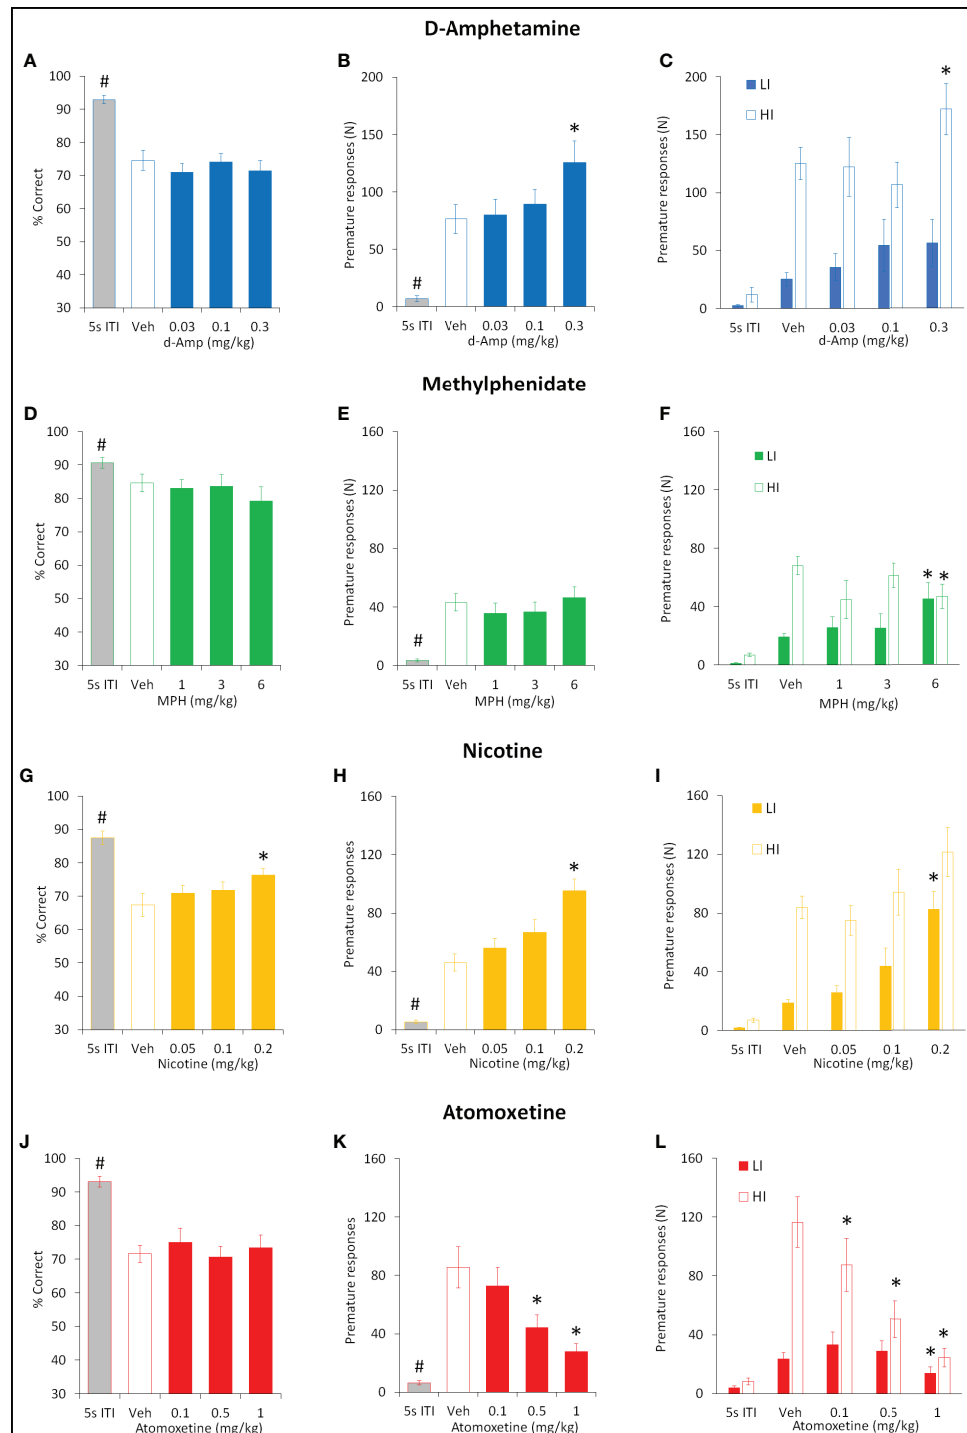 D-Amphetamine
A
B
C
% Correct
100
90
80
70
60
50
40
30
#
5s ITI Veh 0.03 0.1 0.3
d-Amp (mg/kg)
Premature responses (N)
200
150
100
50
0
#
*
5s ITI Veh 0.03 0.1 0.3
d-Amp (mg/kg)
Premature responses (N)
200
150
100
50
0
LI
HI
*
5s ITI Veh 0.03 0.1 0.3
d-Amp (mg/kg)
Methylphenidate
D
E
F
% Correct
100
90
80
70
60
50
40
30
#
5s ITI Veh 1 3 6
MPH (mg/kg)
Premature responses (N)
160
120
80
40
0
#
5s ITI Veh 1 3 6
MPH (mg/kg)
Premature responses (N)
160
120
80
40
0
LI
HI
* *
5s ITI Veh 1 3 6
MPH (mg/kg)
Nicotine
G
H
I
% Correct
100
90
80
70
60
50
40
30
#
*
5s ITI Veh 0.05 0.1 0.2
Nicotine (mg/kg)
Premature responses
160
120
80
40
0
#
*
5s ITI Veh 0.05 0.1 0.2
Nicotine (mg/kg)
Premature responses (N)
160
120
80
40
0
LI
HI
*
5s ITI Veh 0.05 0.1 0.2
Nicotine (mg/kg)
Atomoxetine
J
K
L
% Correct
100
90
80
70
60
50
40
30
#
5s ITI Veh 0.1 0.5 1
Atomoxetine (mg/kg)
Premature responses
160
120
80
40
0
#
*
*
5s ITI Veh 0.1 0.5 1
Atomoxetine (mg/kg)
Premature responses (N)
160
120
80
40
0
LI
HI
*
*
* *
5s ITI Veh 0.1 0.5 1
Atomoxetine (mg/kg)